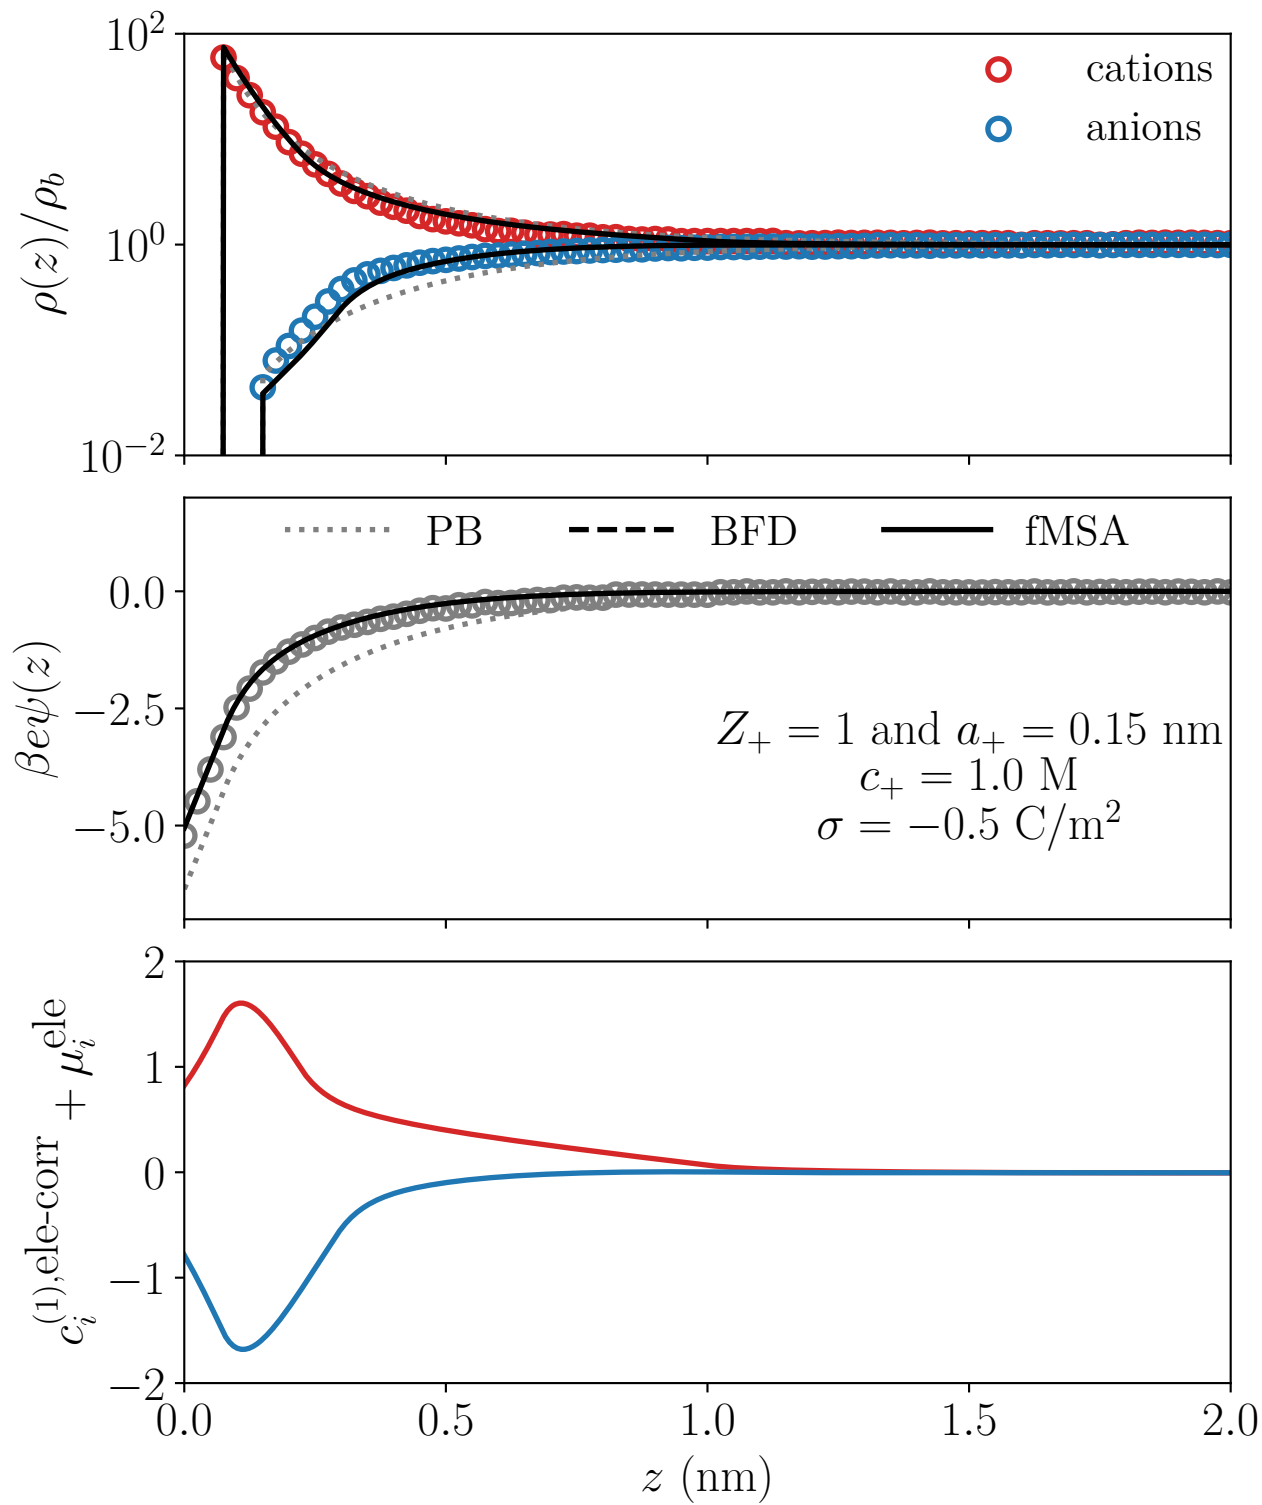 10^2
10^0
10^{-2}
ρ(z)/ρ_b
cations
anions
PB
BFD
fMSA
0.0
−2.5
−5.0
βeψ(z)
Z_+ = 1 and a_+ = 0.15 nm
c_+ = 1.0 M
σ = −0.5 C/m^2
2
1
0
−1
−2
c_i^{(1),ele-corr} + μ_i^{ele}
0.0 0.5 1.0 1.5 2.0
z (nm)